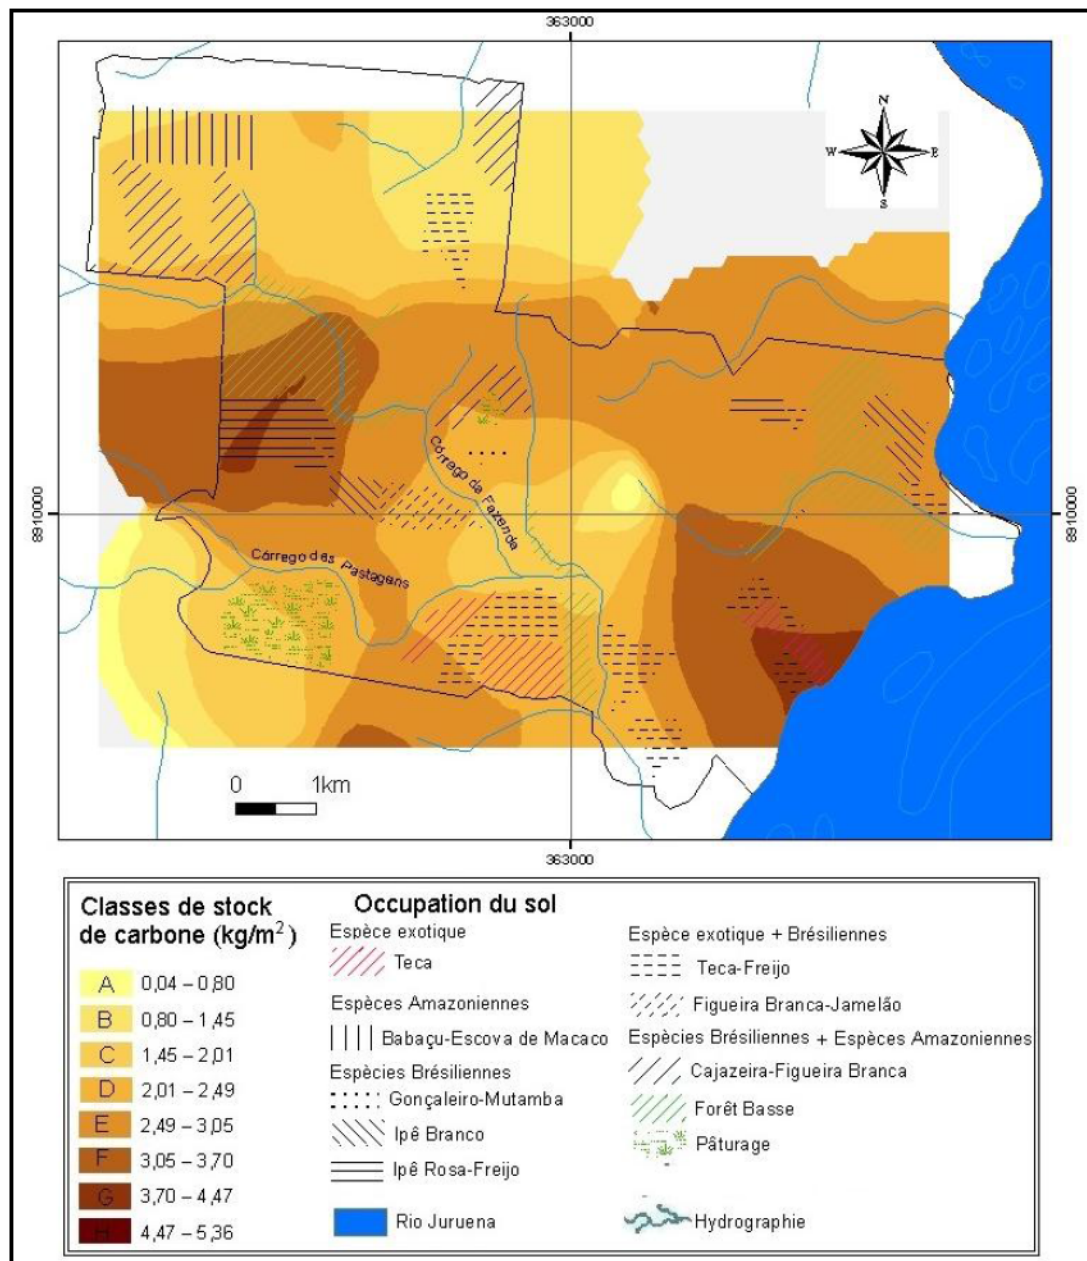 363000
N
W
E
S
8910000
8910000
Córrego da Fazenda
Córrego das Pastagens
0 1km
363000
Classes de stock
de carbone (kg/m²)
A 0,04 – 0,80
B 0,80 – 1,45
C 1,45 – 2,01
D 2,01 – 2,49
E 2,49 – 3,05
F 3,05 – 3,70
G 3,70 – 4,47
H 4,47 – 5,36
Occupation du sol
Espèce exotique
Teca
Espèces Amazoniennes
Babaçu-Escova de Macaco
Espècies Brésiliennes
Gonçaleiro-Mutamba
Ipê Branco
Ipê Rosa-Freijo
Rio Juruena
Espèce exotique + Brésiliennes
Teca-Freijo
Figueira Branca-Jamelão
Espècies Brésiliennes + Espèces Amazoniennes
Cajazeira-Figueira Branca
Forêt Basse
Pâturage
Hydrographie